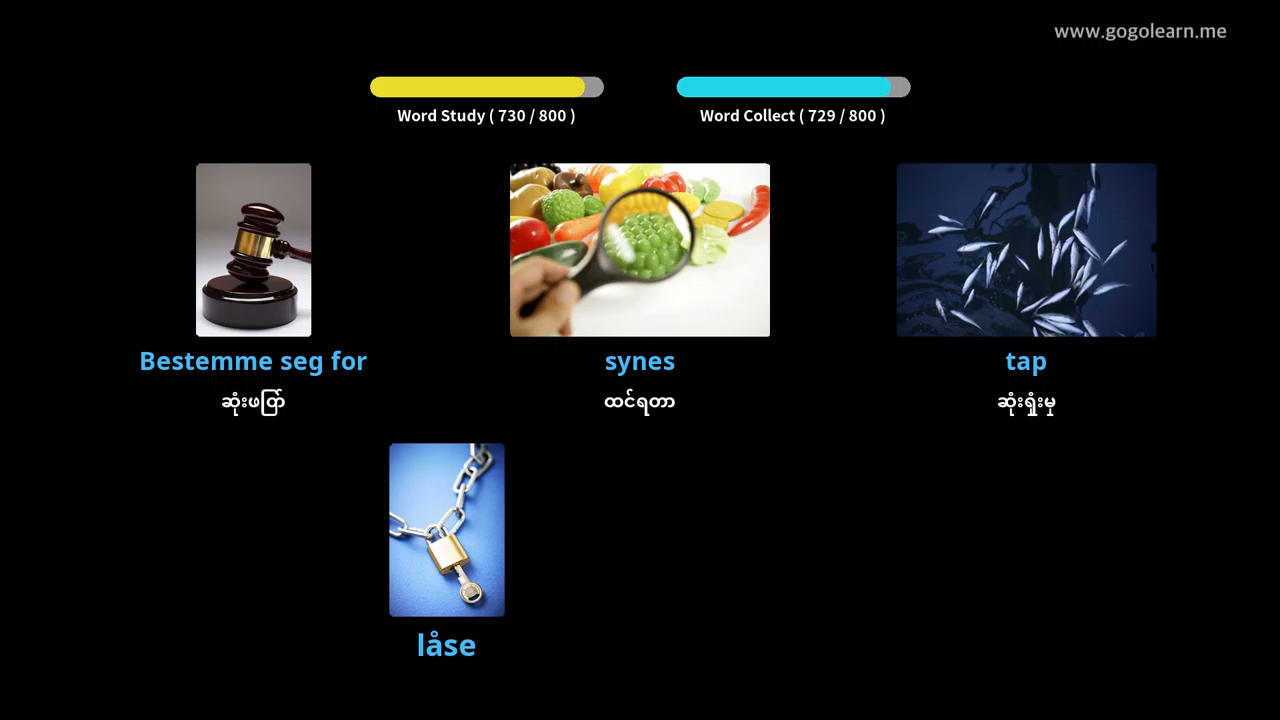 www.gogolearn.me
Word Study ( 730 / 800 )
Word Collect ( 729 / 800 )
Bestemme seg for
ဆုံးဖတြာ်
synes
ထင်ရတာ
tap
ဆုံးရှုံးမှ
låse